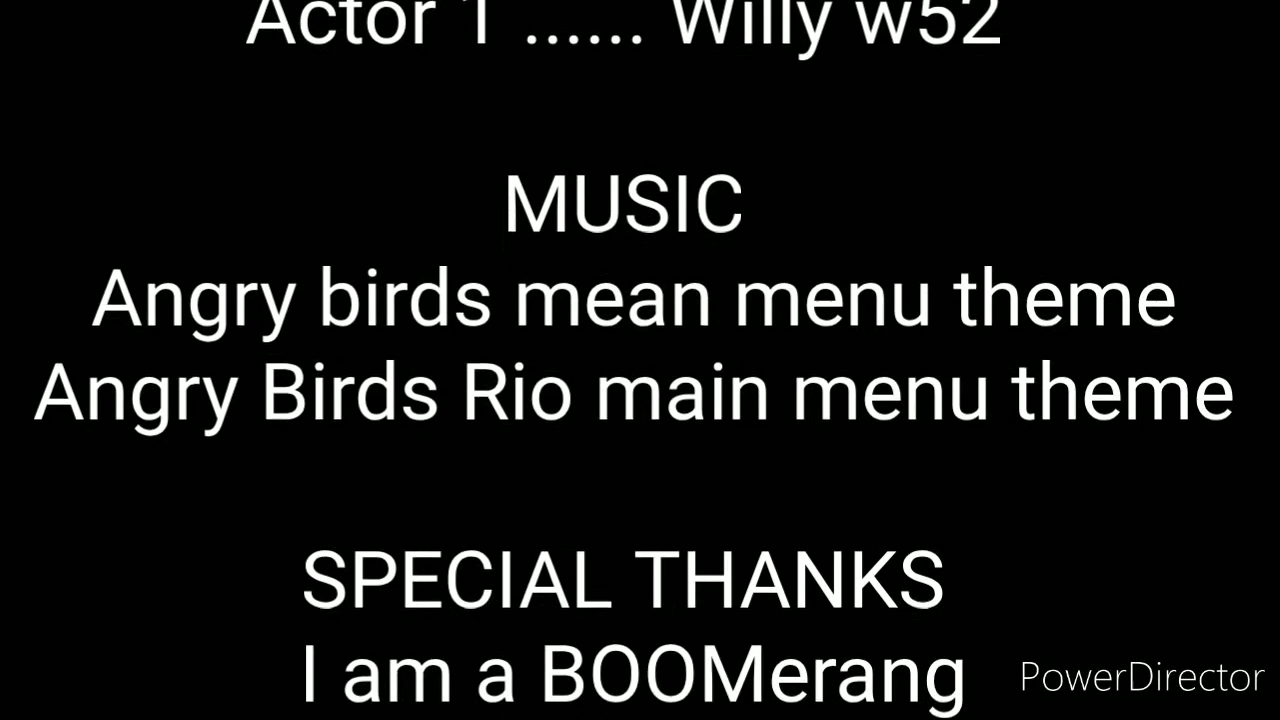 Actor 1 ...... Willy w52
MUSIC
Angry birds mean menu theme
Angry Birds Rio main menu theme
SPECIAL THANKS
I am a BOOMerang
PowerDirector